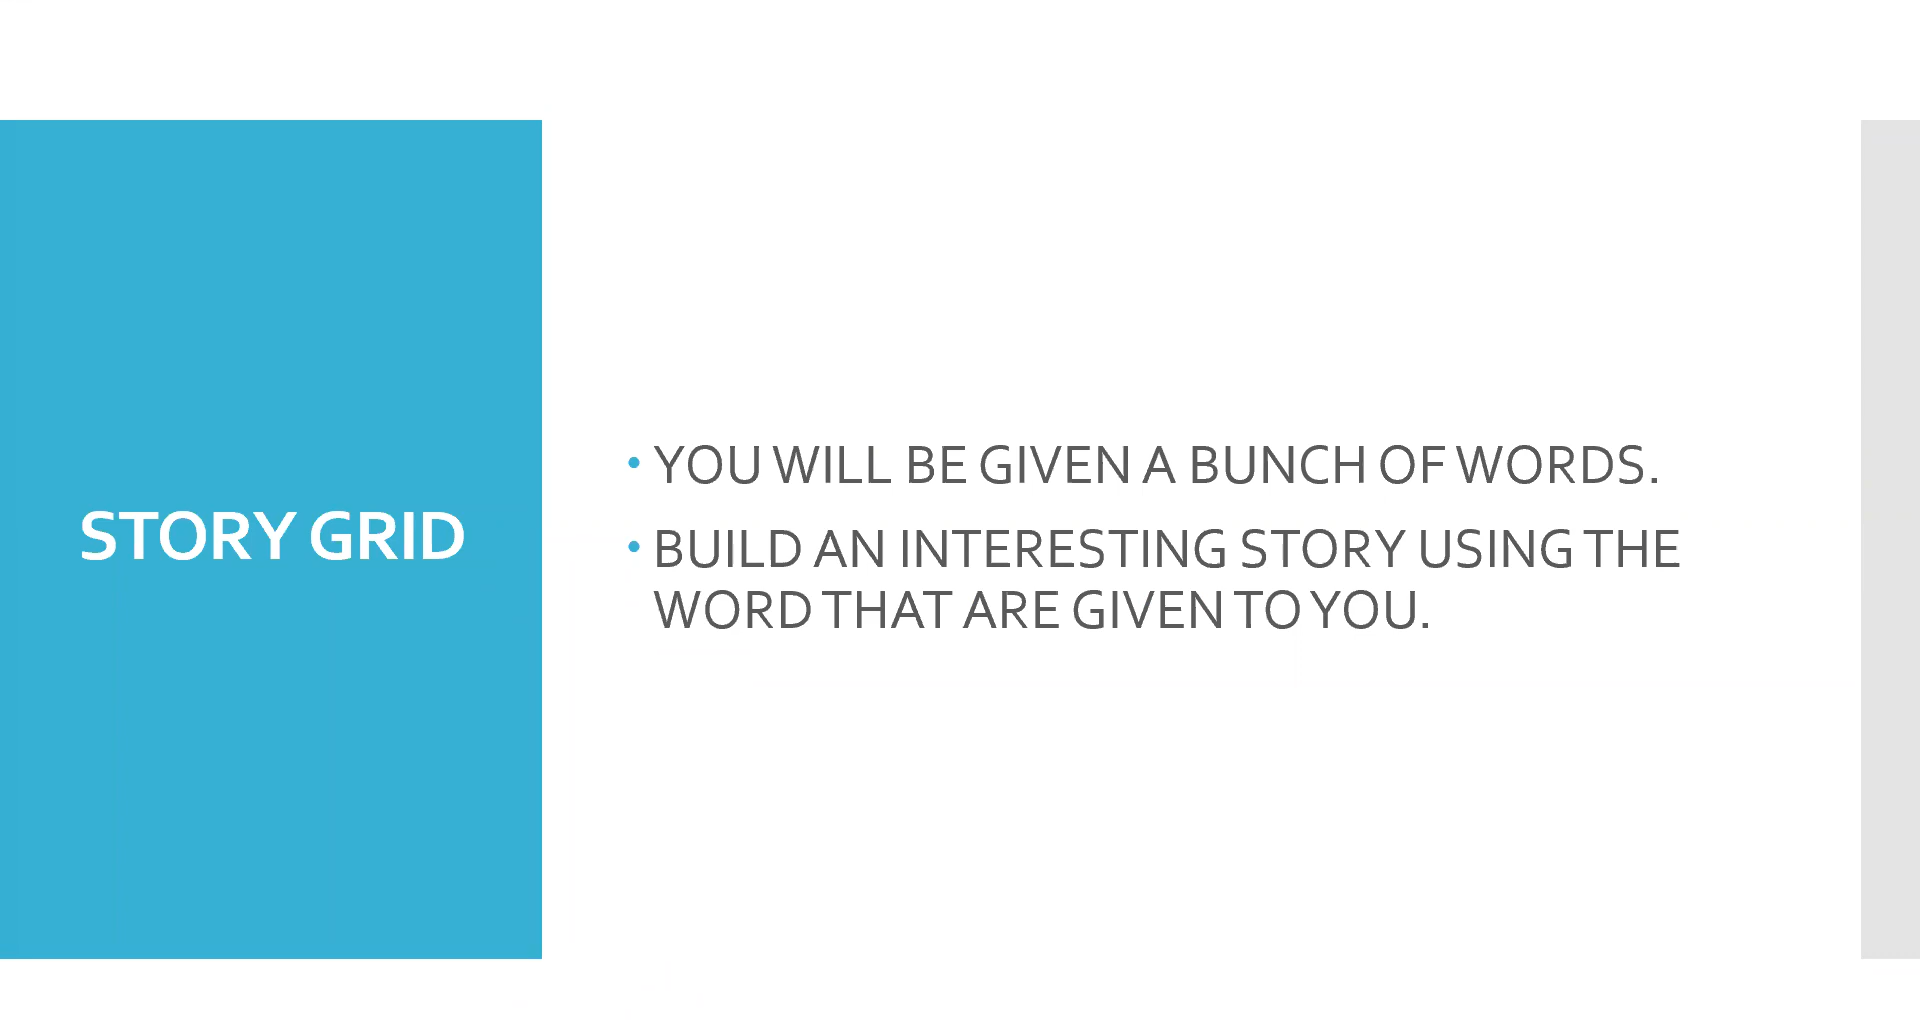 STORY GRID
• YOU WILL BE GIVEN A BUNCH OF WORDS.
• BUILD AN INTERESTING STORY USING THE
WORD THAT ARE GIVEN TO YOU.